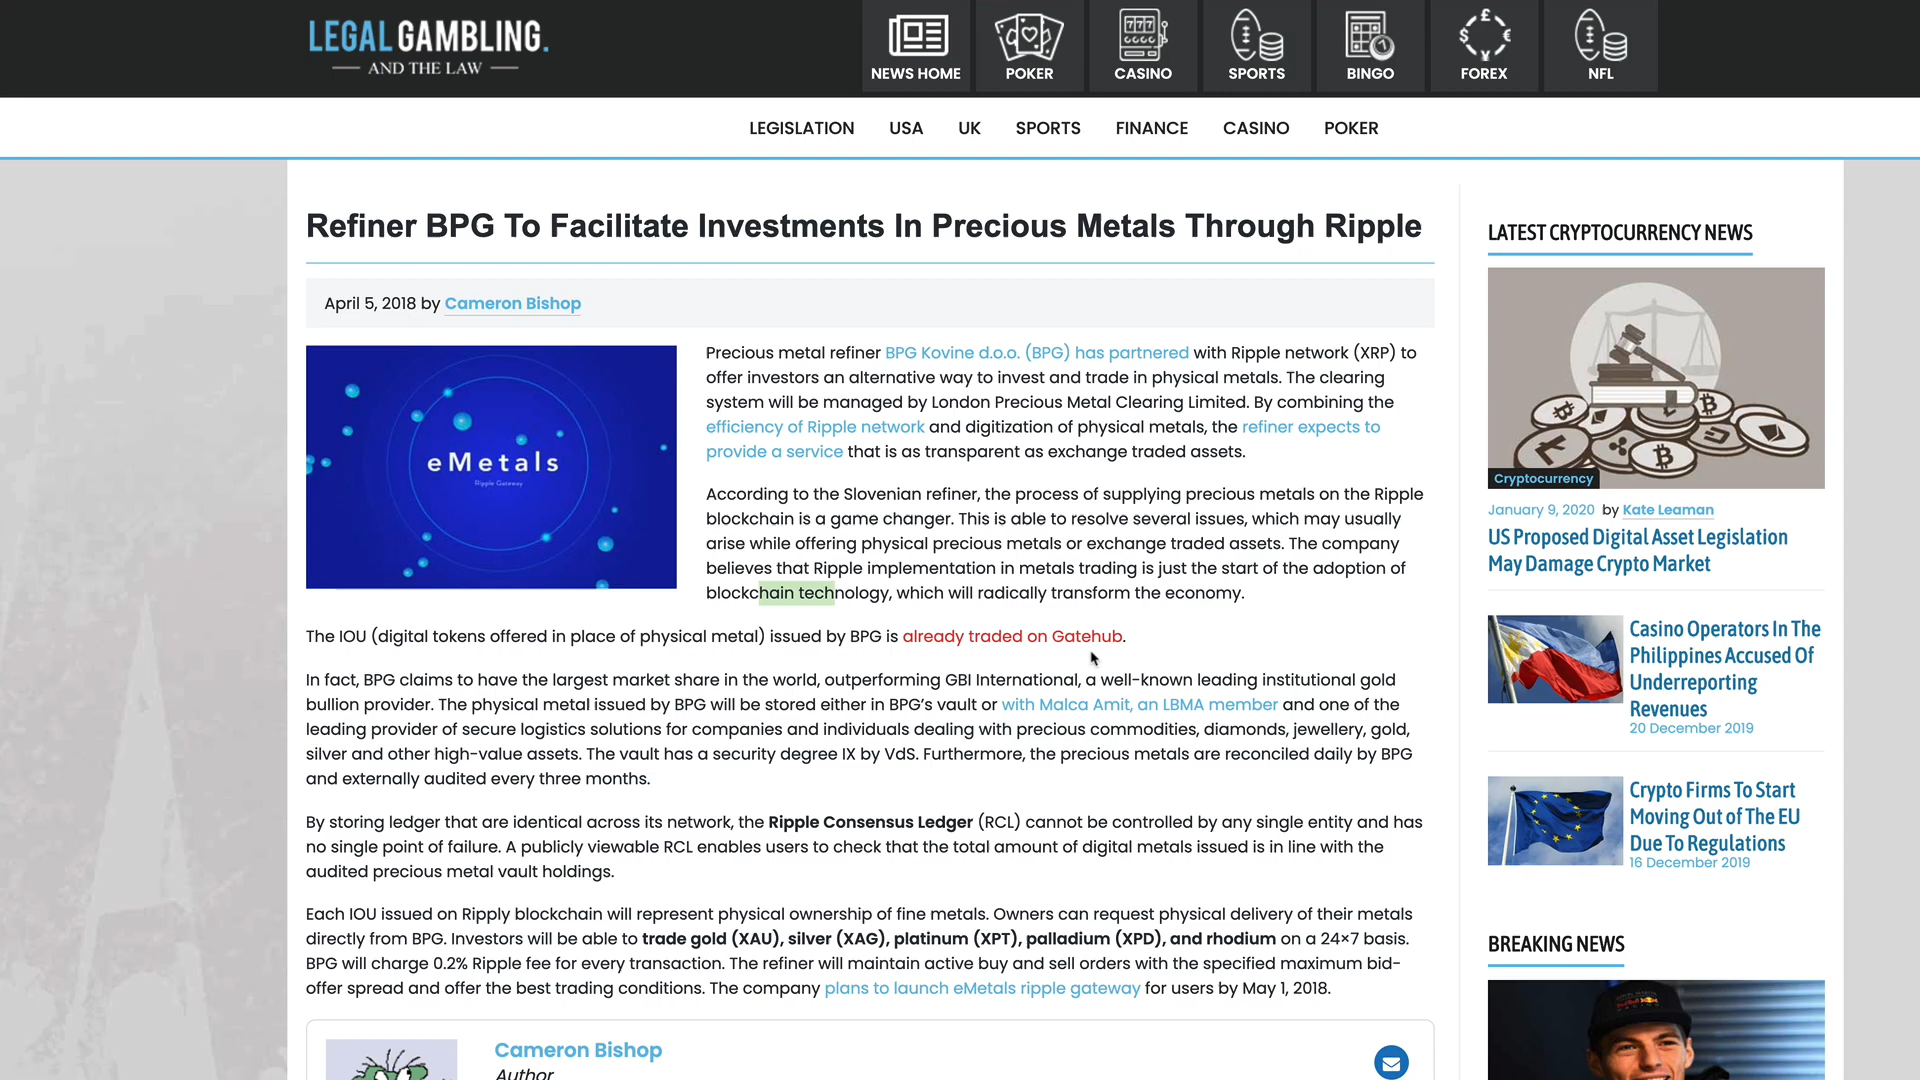 LEGAL GAMBLING.
AND THE LAW
NEWS HOME
POKER
CASINO
SPORTS
BINGO
FOREX
NFL
LEGISLATION
USA
UK
SPORTS
FINANCE
CASINO
POKER
Refiner BPG To Facilitate Investments In Precious Metals Through Ripple
April 5, 2018 by Cameron Bishop
eMetals
Ripple Gateway
Precious metal refiner BPG Kovine d.o.o. (BPG) has partnered with Ripple network (XRP) to
offer investors an alternative way to invest and trade in physical metals. The clearing
system will be managed by London Precious Metal Clearing Limited. By combining the
efficiency of Ripple network and digitization of physical metals, the refiner expects to
provide a service that is as transparent as exchange traded assets.
According to the Slovenian refiner, the process of supplying precious metals on the Ripple
blockchain is a game changer. This is able to resolve several issues, which may usually
arise while offering physical precious metals or exchange traded assets. The company
believes that Ripple implementation in metals trading is just the start of the adoption of
blockchain technology, which will radically transform the economy.
The IOU (digital tokens offered in place of physical metal) issued by BPG is already traded on Gatehub.
In fact, BPG claims to have the largest market share in the world, outperforming GBI International, a well-known leading institutional gold
bullion provider. The physical metal issued by BPG will be stored either in BPG's vault or with Malca Amit, an LBMA member and one of the
leading provider of secure logistics solutions for companies and individuals dealing with precious commodities, diamonds, jewellery, gold,
silver and other high-value assets. The vault has a security degree IX by VdS. Furthermore, the precious metals are reconciled daily by BPG
and externally audited every three months.
By storing ledger that are identical across its network, the Ripple Consensus Ledger (RCL) cannot be controlled by any single entity and has
no single point of failure. A publicly viewable RCL enables users to check that the total amount of digital metals issued is in line with the
audited precious metal vault holdings.
Each IOU issued on Ripply blockchain will represent physical ownership of fine metals. Owners can request physical delivery of their metals
directly from BPG. Investors will be able to trade gold (XAU), silver (XAG), platinum (XPT), palladium (XPD), and rhodium on a 24×7 basis.
BPG will charge 0.2% Ripple fee for every transaction. The refiner will maintain active buy and sell orders with the specified maximum bid-
offer spread and offer the best trading conditions. The company plans to launch eMetals ripple gateway for users by May 1, 2018.
Cameron Bishop
Author
LATEST CRYPTOCURRENCY NEWS
Cryptocurrency
January 9, 2020 by Kate Leaman
US Proposed Digital Asset Legislation
May Damage Crypto Market
Casino Operators In The
Philippines Accused Of
Underreporting
Revenues
20 December 2019
Crypto Firms To Start
Moving Out of The EU
Due To Regulations
16 December 2019
BREAKING NEWS